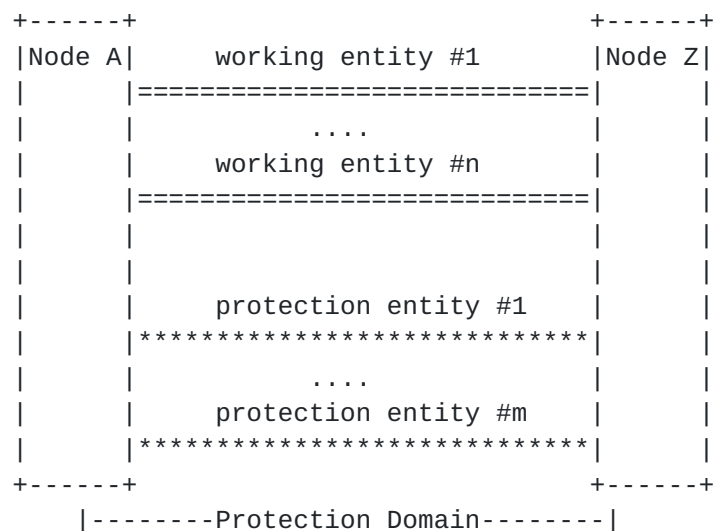 +------+                             +------+
|Node A|     working entity #1       |Node Z|
|      |=============================|      |
|      |           ....              |      |
|      |     working entity #n       |      |
|      |=============================|      |
|      |                             |      |
|      |                             |      |
|      |     protection entity #1    |      |
|      |*****************************|      |
|      |           ....              |      |
|      |     protection entity #m    |      |
|      |*****************************|      |
+------+                             +------+
    |--------Protection Domain--------|